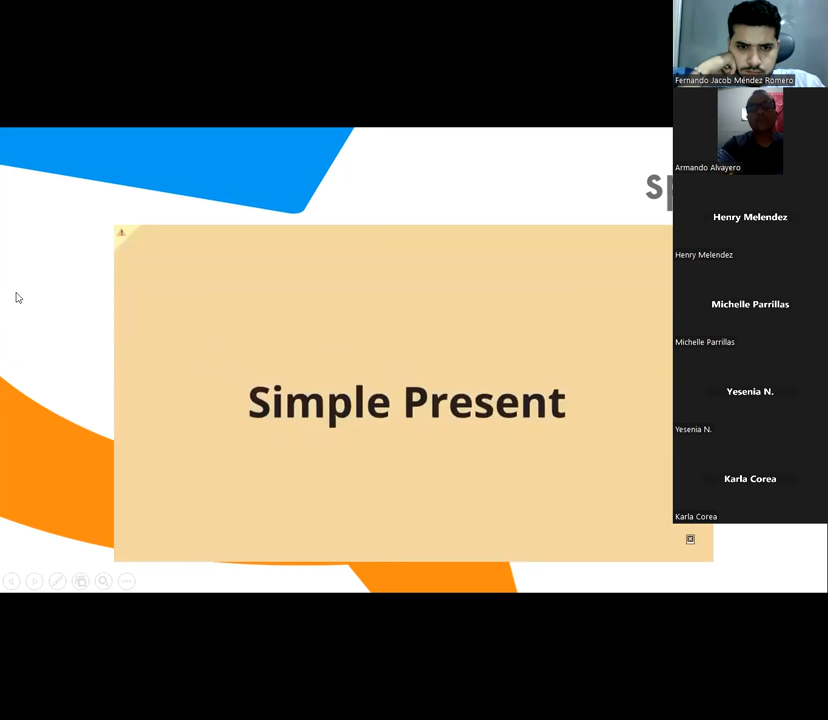 Fernando Jacob Méndez Romero
Armando Alvayero
sp
Henry Melendez
Henry Melendez
Michelle Parrillas
Michelle Parrillas
Simple Present
Yesenia N.
Yesenia N.
Karla Corea
Karla Corea